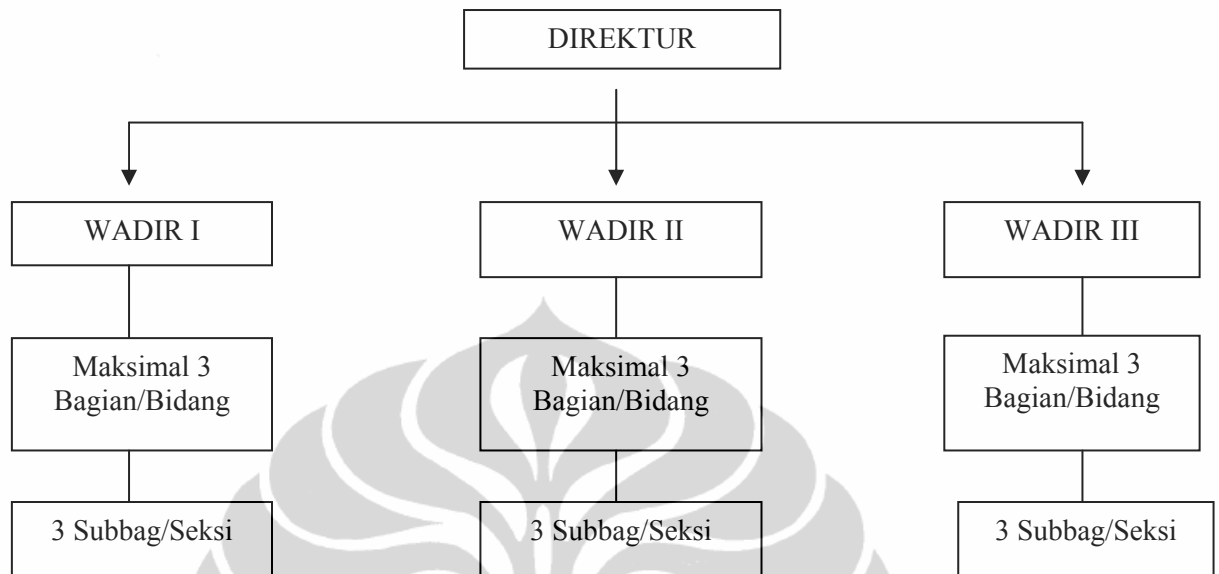 DIREKTUR
WADIR I
WADIR II
WADIR III
Maksimal 3
Bagian/Bidang
Maksimal 3
Bagian/Bidang
Maksimal 3
Bagian/Bidang
3 Subbag/Seksi
3 Subbag/Seksi
3 Subbag/Seksi